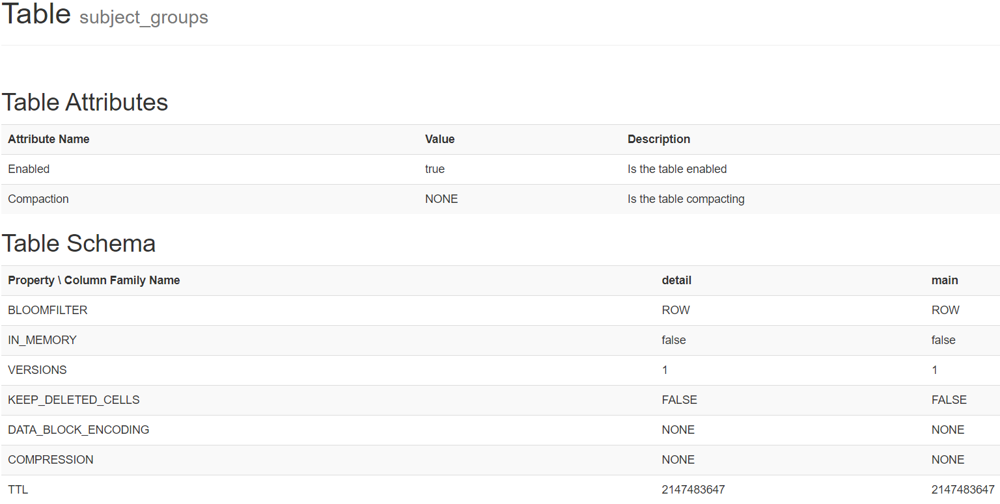 Table subject_groups
Table Attributes
Attribute Name Value Description
Enabled true Is the table enabled
Compaction NONE Is the table compacting
Table Schema
Property \ Column Family Name detail main
BLOOMFILTER ROW ROW
IN_MEMORY false false
VERSIONS 1 1
KEEP_DELETED_CELLS FALSE FALSE
DATA_BLOCK_ENCODING NONE NONE
COMPRESSION NONE NONE
TTL 2147483647 2147483647